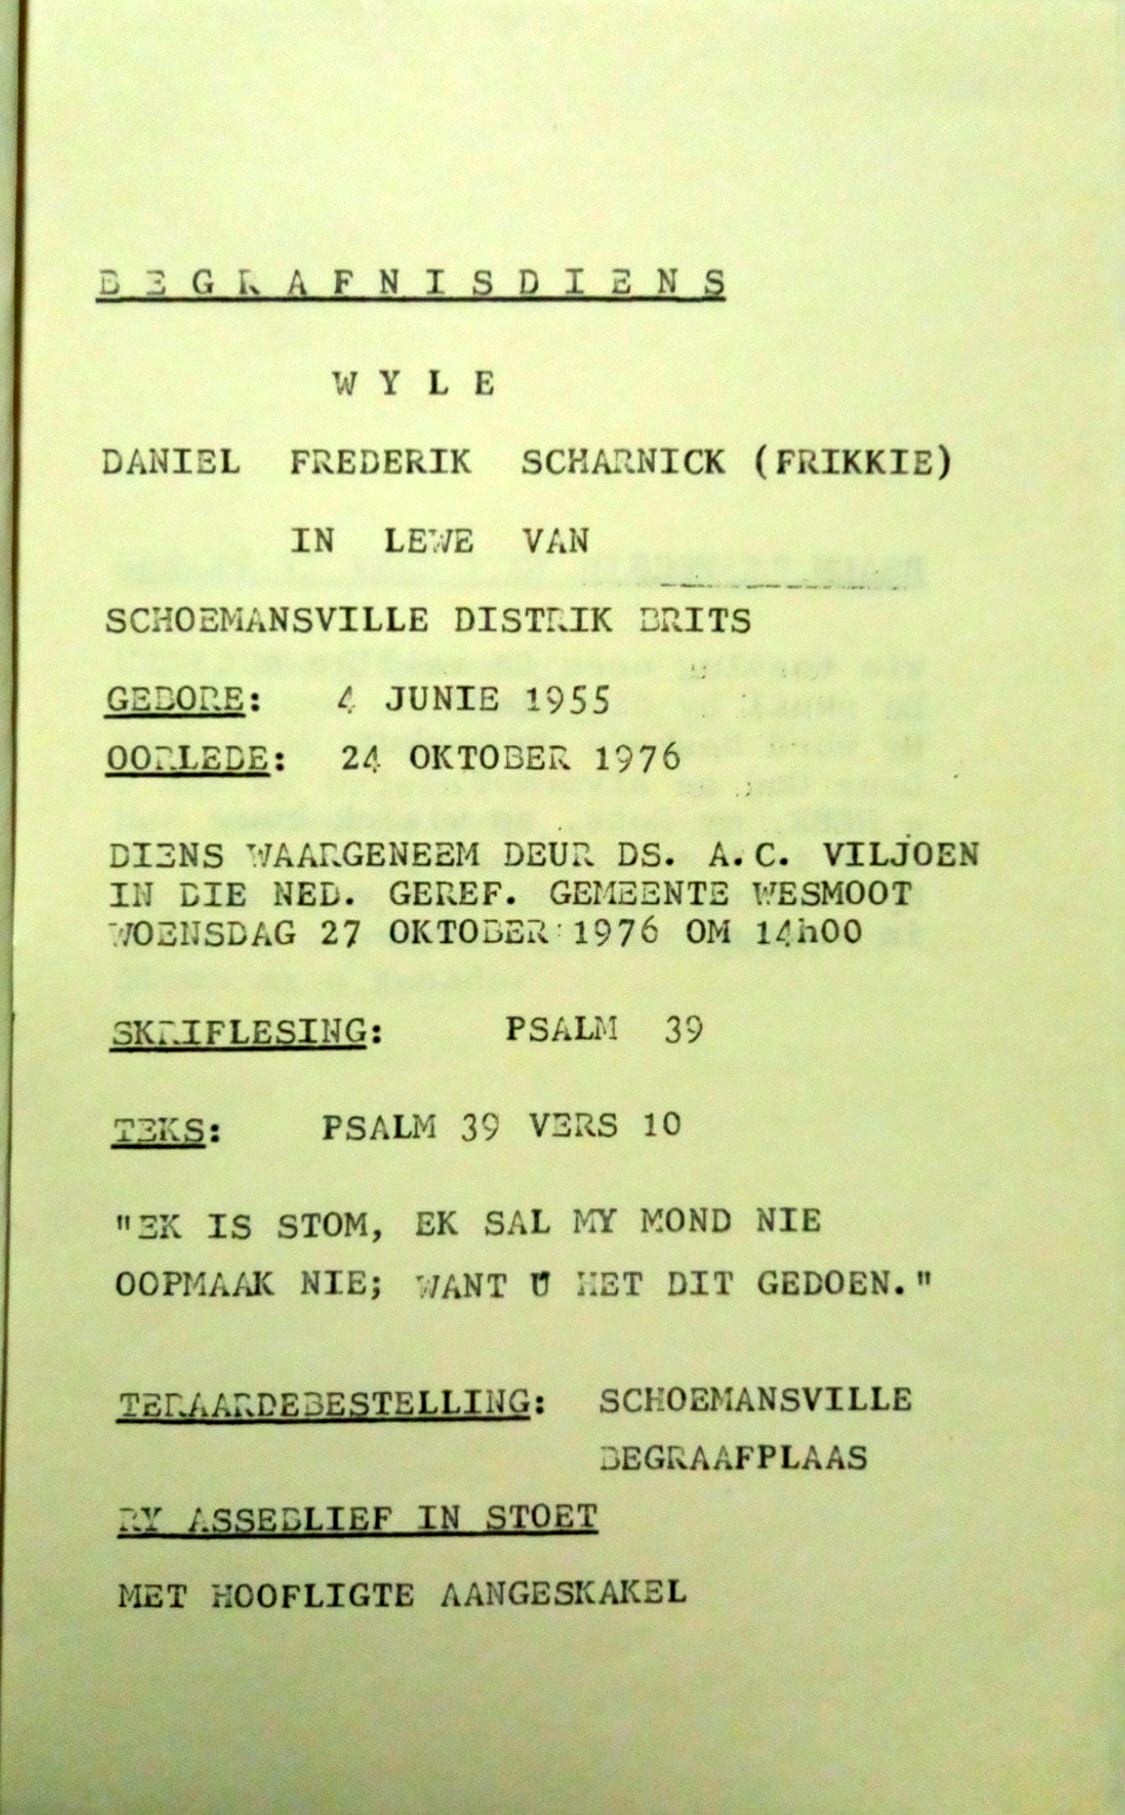 B E G R A F N I S D I E N S
W Y L E
DANIEL FREDERIK SCHARNICK (FRIKKIE)
IN LEWE VAN
SCHOEMANSVILLE DISTRIK BRITS
GEBORE: 4 JUNIE 1955
OORLEDE: 24 OKTOBER 1976
DIENS WAARGENEEM DEUR DS. A.C. VILJOEN
IN DIE NED. GEREF. GEMEENTE WESMOOT
WOENSDAG 27 OKTOBER 1976 OM 14h00
SKRIFLESING: PSALM 39
TEKS: PSALM 39 VERS 10
"EK IS STOM, EK SAL MY MOND NIE
OOPMAAK NIE; WANT U HET DIT GEDOEN."
TERAARDEBESTELLING: SCHOEMANSVILLE
BEGRAAFPLAAS
RY ASSEBLIEF IN STOET
MET HOOFLIGTE AANGESKAKEL